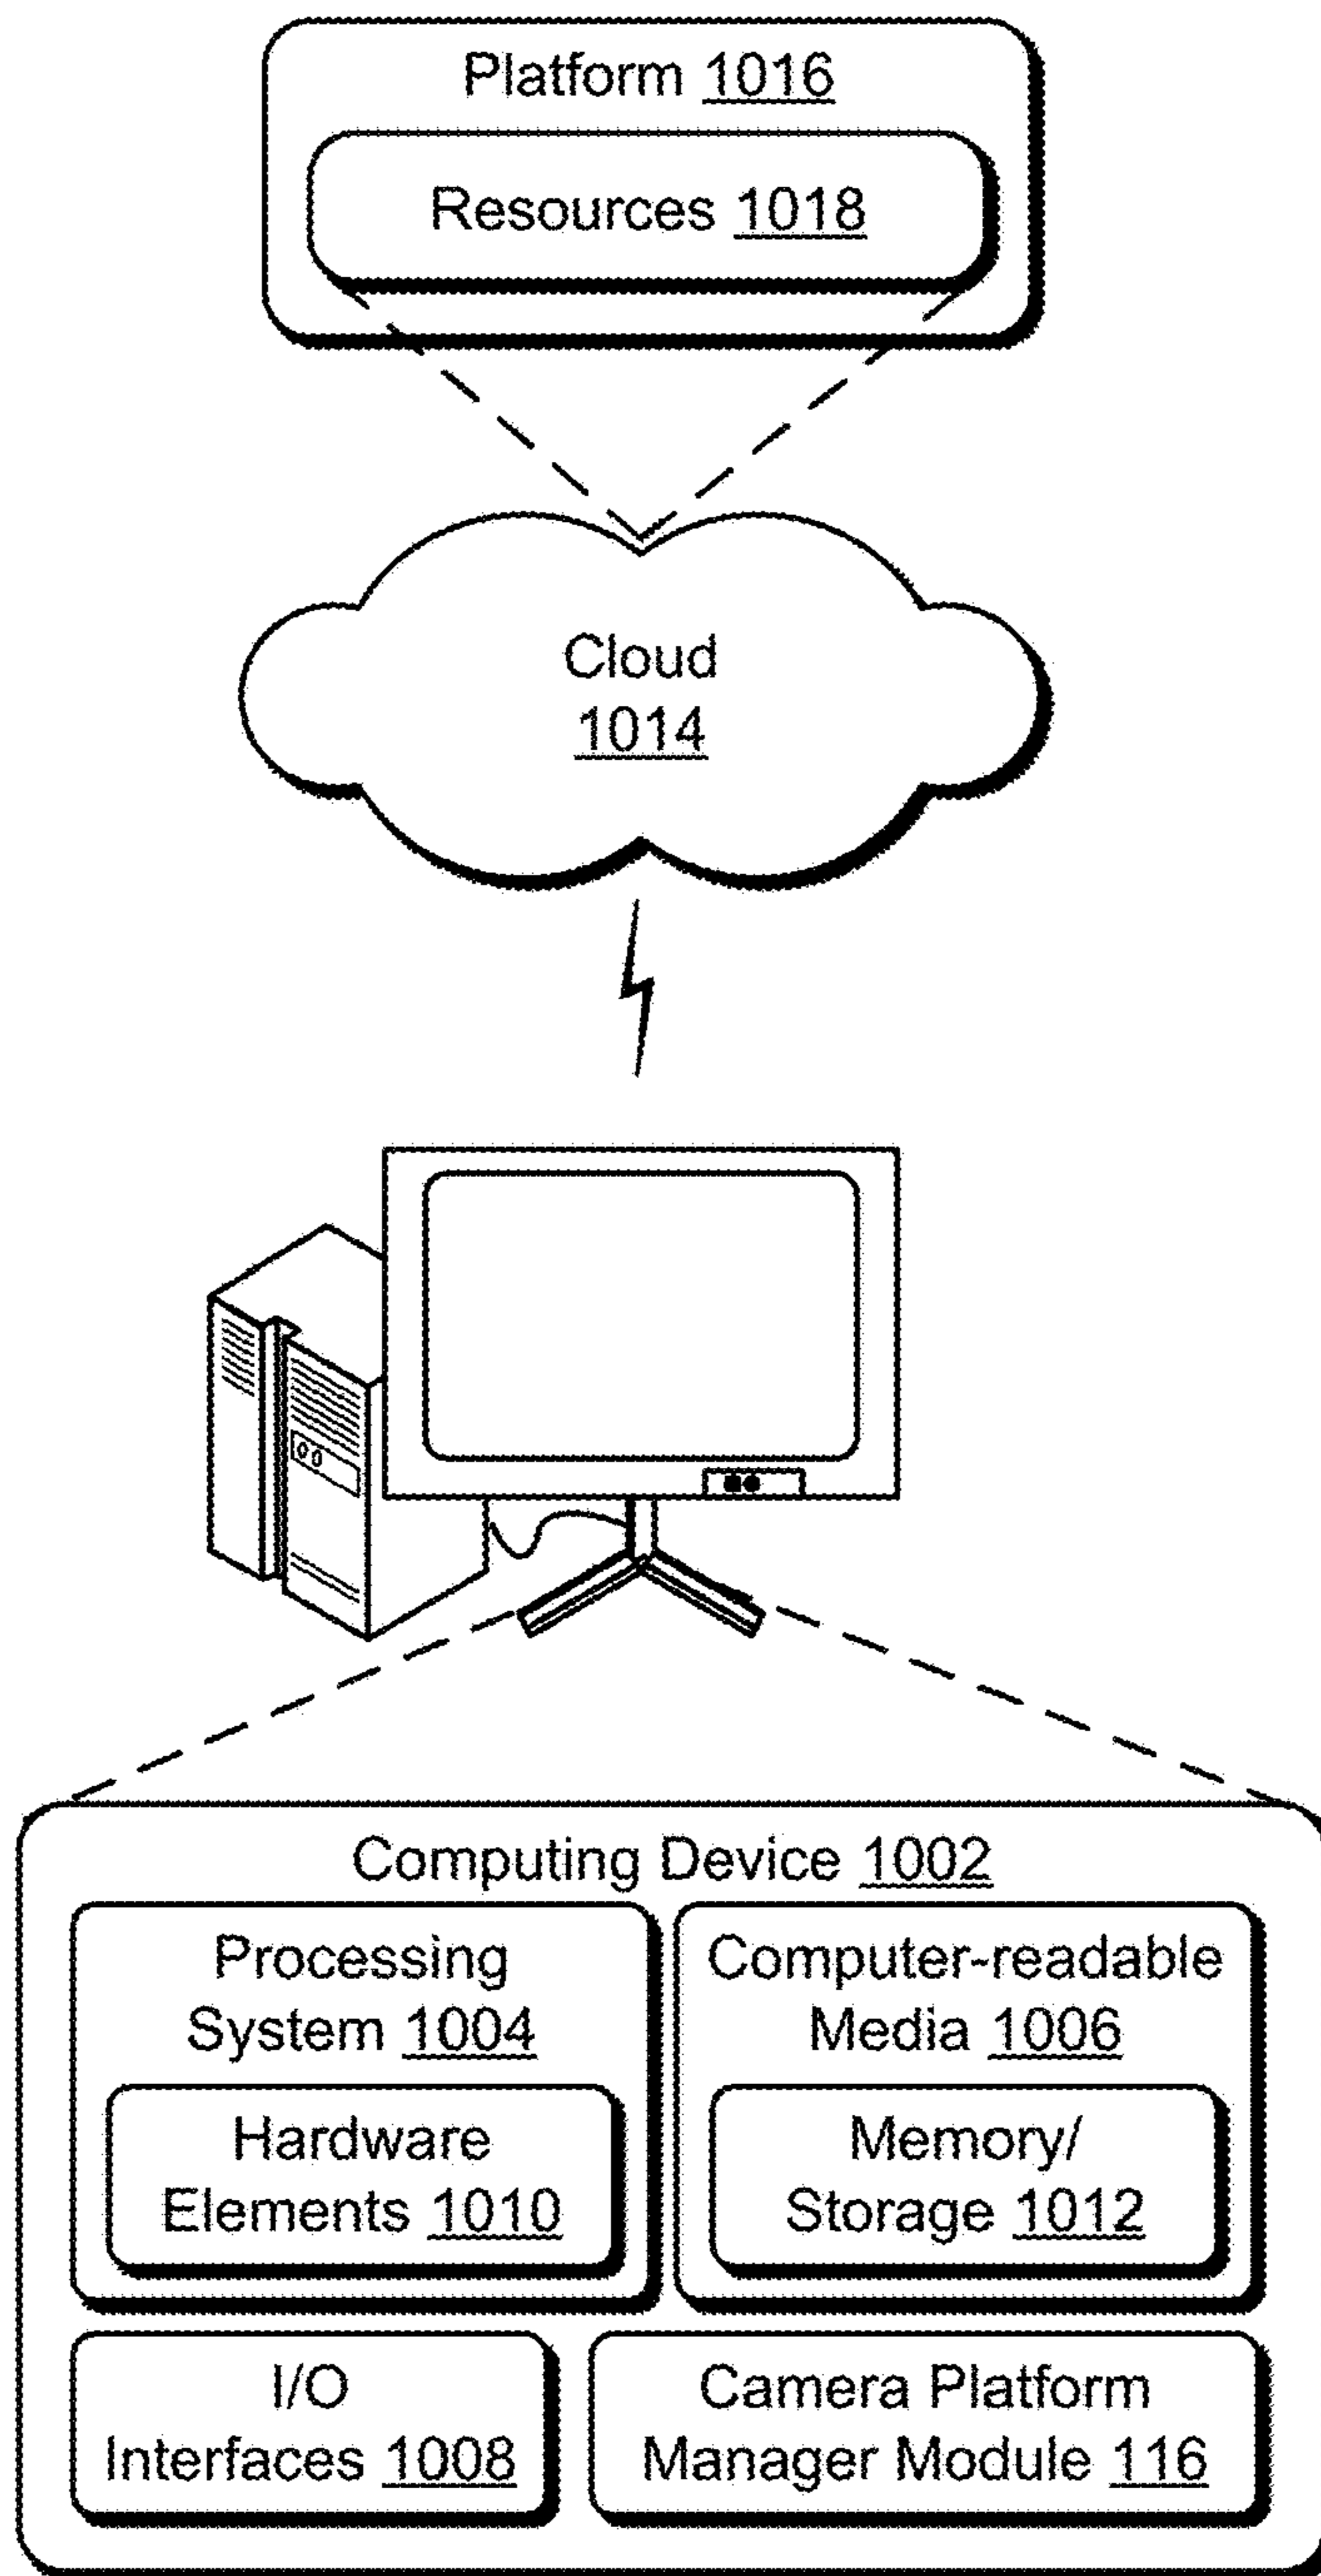 Platform 1016
Resources 1018
Cloud
1014
Computing Device 1002
Processing
System 1004
Hardware
Elements 1010
Computer-readable
Media 1006
Memory/
Storage 1012
I/O
Interfaces 1008
Camera Platform
Manager Module 116